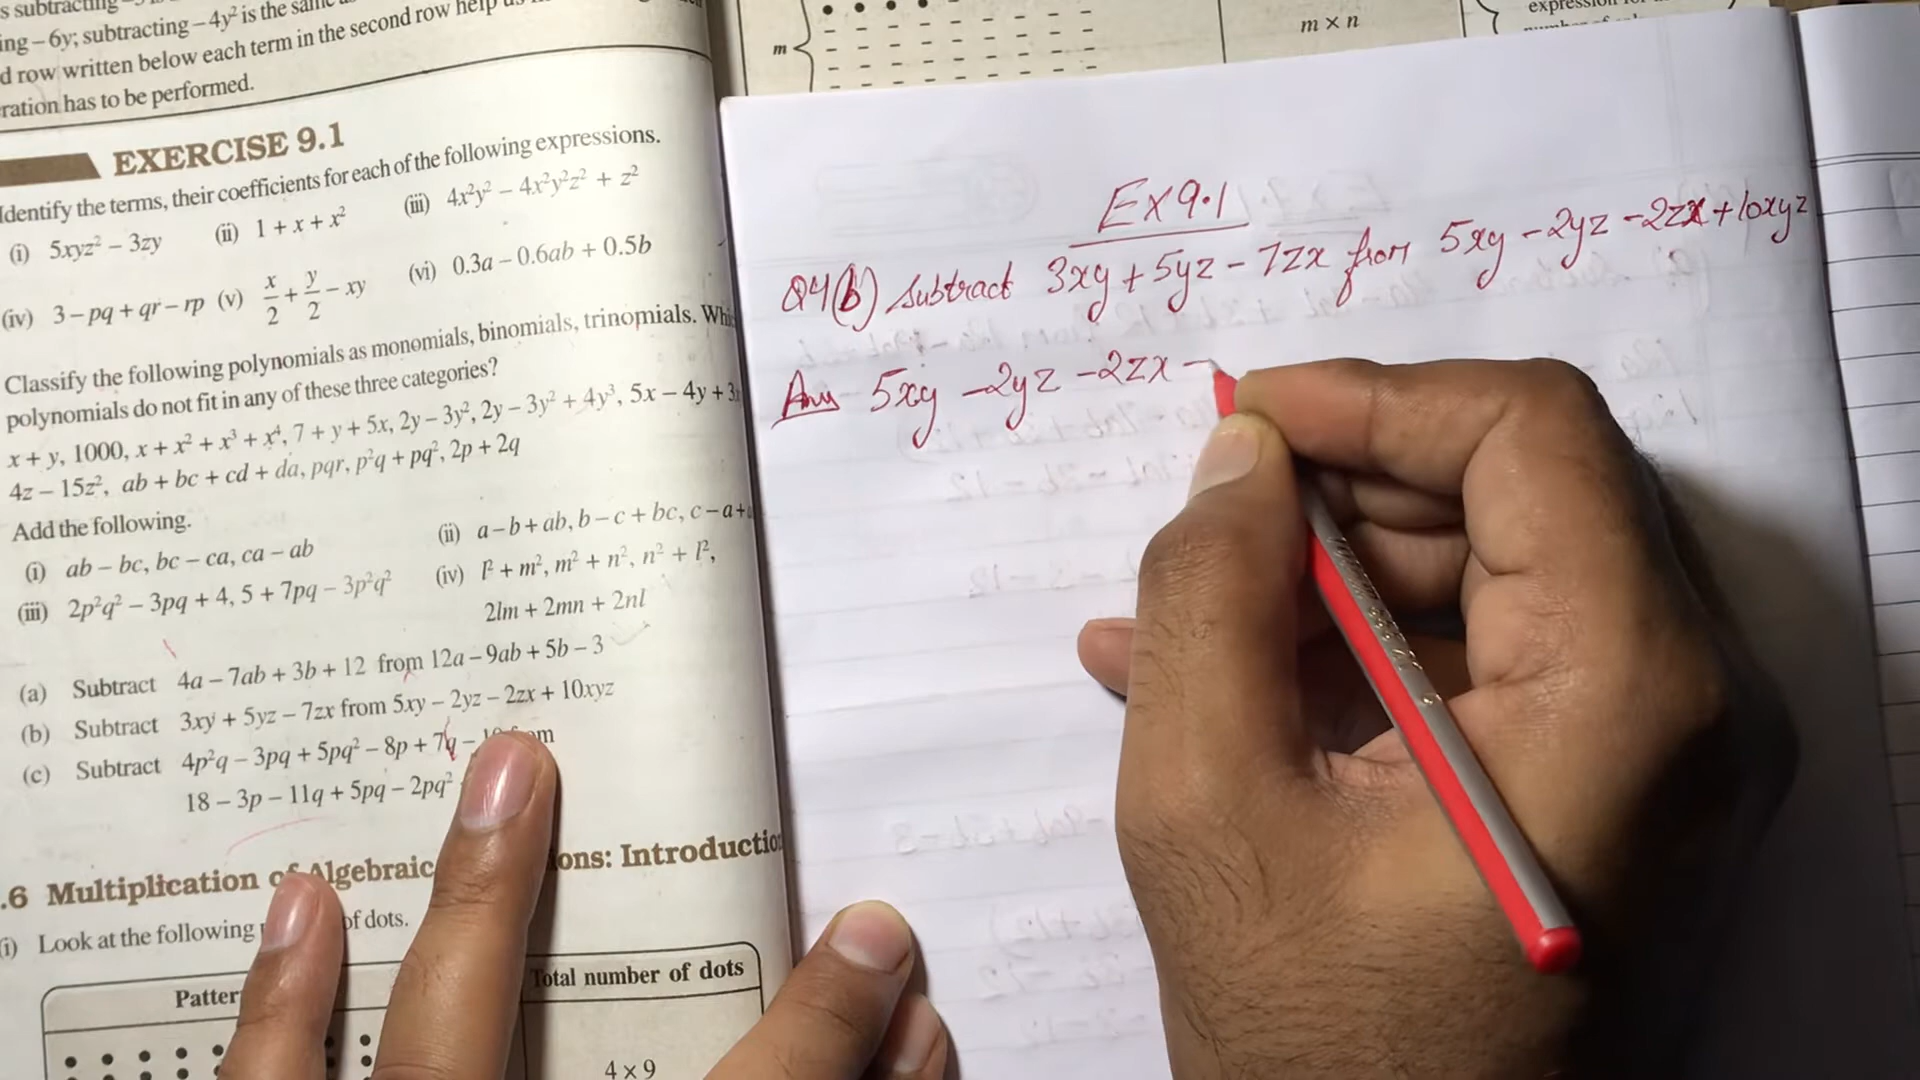 s subtracting
ing – 6y; subtracting – 4y² is the same
d row written below each term in the second row help us
ration has to be performed.
EXERCISE 9.1
Identify the terms, their coefficients for each of the following expressions.
(i) 5xyz² – 3zy (ii) 1 + x + x² (iii) 4x²y² – 4x²y²z² + z²
(iv) 3 – pq + qr – rp (v) x/2 + y/2 – xy (vi) 0.3a – 0.6ab + 0.5b
Classify the following polynomials as monomials, binomials, trinomials. Whi
polynomials do not fit in any of these three categories?
x + y, 1000, x + x² + x³ + x⁴, 7 + y + 5x, 2y – 3y², 2y – 3y² + 4y³, 5x – 4y + 3
4z – 15z², ab + bc + cd + da, pqr, p²q + pq², 2p + 2q
Add the following.
(i) ab – bc, bc – ca, ca – ab (ii) a – b + ab, b – c + bc, c – a +
(iii) 2p²q² – 3pq + 4, 5 + 7pq – 3p²q² (iv) l² + m², m² + n², n² + l²,
2lm + 2mn + 2nl
(a) Subtract 4a – 7ab + 3b + 12 from 12a – 9ab + 5b – 3
(b) Subtract 3xy + 5yz – 7zx from 5xy – 2yz – 2zx + 10xyz
(c) Subtract 4p²q – 3pq + 5pq² – 8p + 7q –
18 – 3p – 11q + 5pq – 2pq²
.6 Multiplication of Algebraic ions: Introductio
(i) Look at the following of dots.
Patter Total number of dots
4 × 9
m
m × n
expression
Ex 9.1
Q4(b) Subtract 3xy + 5yz – 7zx from 5xy – 2yz – 2zx + 10xyz
Ans 5xy – 2yz – 2zx –